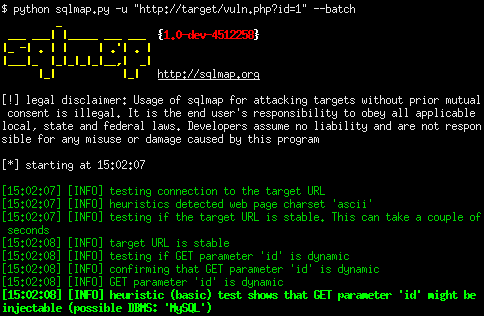 $ python sqlmap.py -u "http://target/vuln.php?id=1" --batch
sqlmap
{1.0-dev-4512258}
http://sqlmap.org
[!] legal disclaimer: Usage of sqlmap for attacking targets without prior mutual
consent is illegal. It is the end user's responsibility to obey all applicable
local, state and federal laws. Developers assume no liability and are not respon
sible for any misuse or damage caused by this program
[*] starting at 15:02:07
[15:02:07] [INFO] testing connection to the target URL
[15:02:07] [INFO] heuristics detected web page charset 'ascii'
[15:02:07] [INFO] testing if the target URL is stable. This can take a couple of
seconds
[15:02:08] [INFO] target URL is stable
[15:02:08] [INFO] testing if GET parameter 'id' is dynamic
[15:02:08] [INFO] confirming that GET parameter 'id' is dynamic
[15:02:08] [INFO] GET parameter 'id' is dynamic
[15:02:08] [INFO] heuristic (basic) test shows that GET parameter 'id' might be
injectable (possible DBMS: 'MySQL')